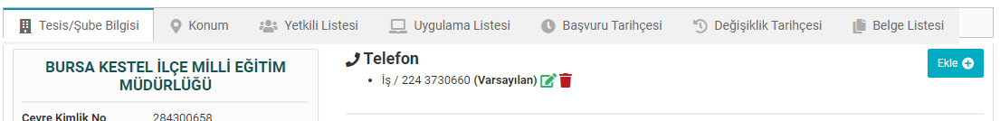 Tesis/Şube Bilgisi Konum Yetkili Listesi Uygulama Listesi Başvuru Tarihçesi Değişiklik Tarihçesi Belge Listesi
BURSA KESTEL İLÇE MİLLİ EĞİTİM
MÜDÜRLÜĞÜ
Çevre Kimlik No 284300658
Telefon
Ekle
İş / 224 3730660 (Varsayılan)